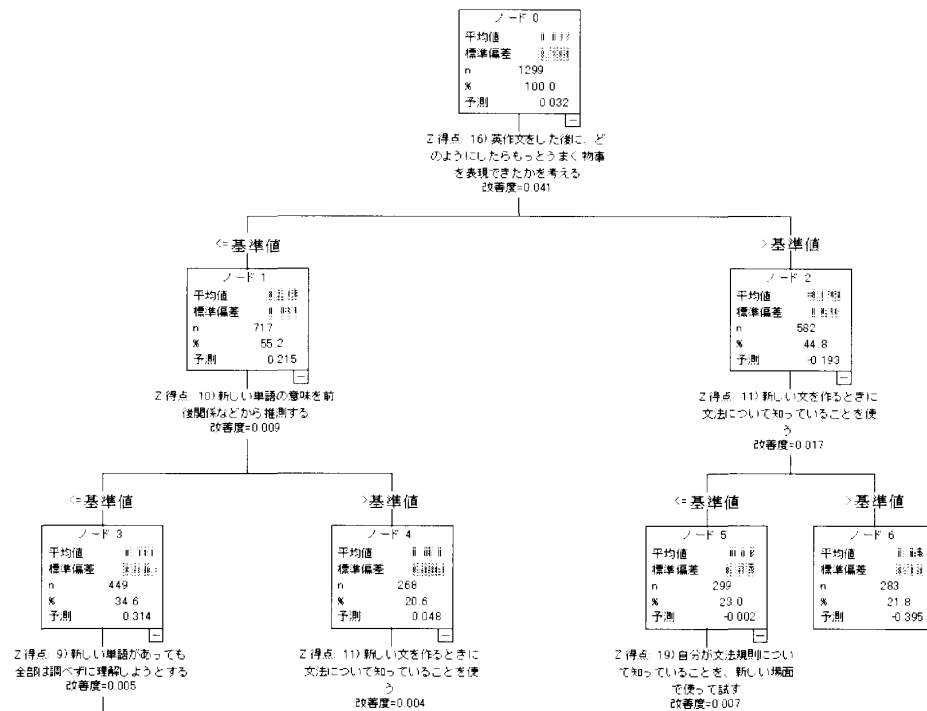 ノード 0
平均値
標準偏差
n 1299
% 100.0
予測 0.032
Z 得点: 16) 英作文をした後に、ど
のようにしたらもっとうまく物事
を表現できたかを考える
改善度=0.041
<=基準値
>基準値
ノード 1
平均値
標準偏差
n 717
% 55.2
予測 0.215
ノード 2
平均値
標準偏差
n 582
% 44.8
予測 -0.193
Z 得点: 10) 新しい単語の意味を前
後関係などから推測する
改善度=0.009
Z 得点: 11) 新しい文を作るときに
文法について知っていることを使
う
改善度=0.017
<=基準値
>基準値
<=基準値
>基準値
ノード 3
平均値
標準偏差
n 449
% 34.6
予測 0.314
ノード 4
平均値
標準偏差
n 268
% 20.6
予測 0.048
ノード 5
平均値
標準偏差
n 299
% 23.0
予測 -0.002
ノード 6
平均値
標準偏差
n 283
% 21.8
予測 -0.395
Z 得点: 9) 新しい単語があっても
全部は調べずに理解しようとする
改善度=0.005
Z 得点: 11) 新しい文を作るときに
文法について知っていることを使
う
改善度=0.004
Z 得点: 19) 自分が文法規則につい
て知っていることを、新しい場面
で使って試す
改善度=0.007